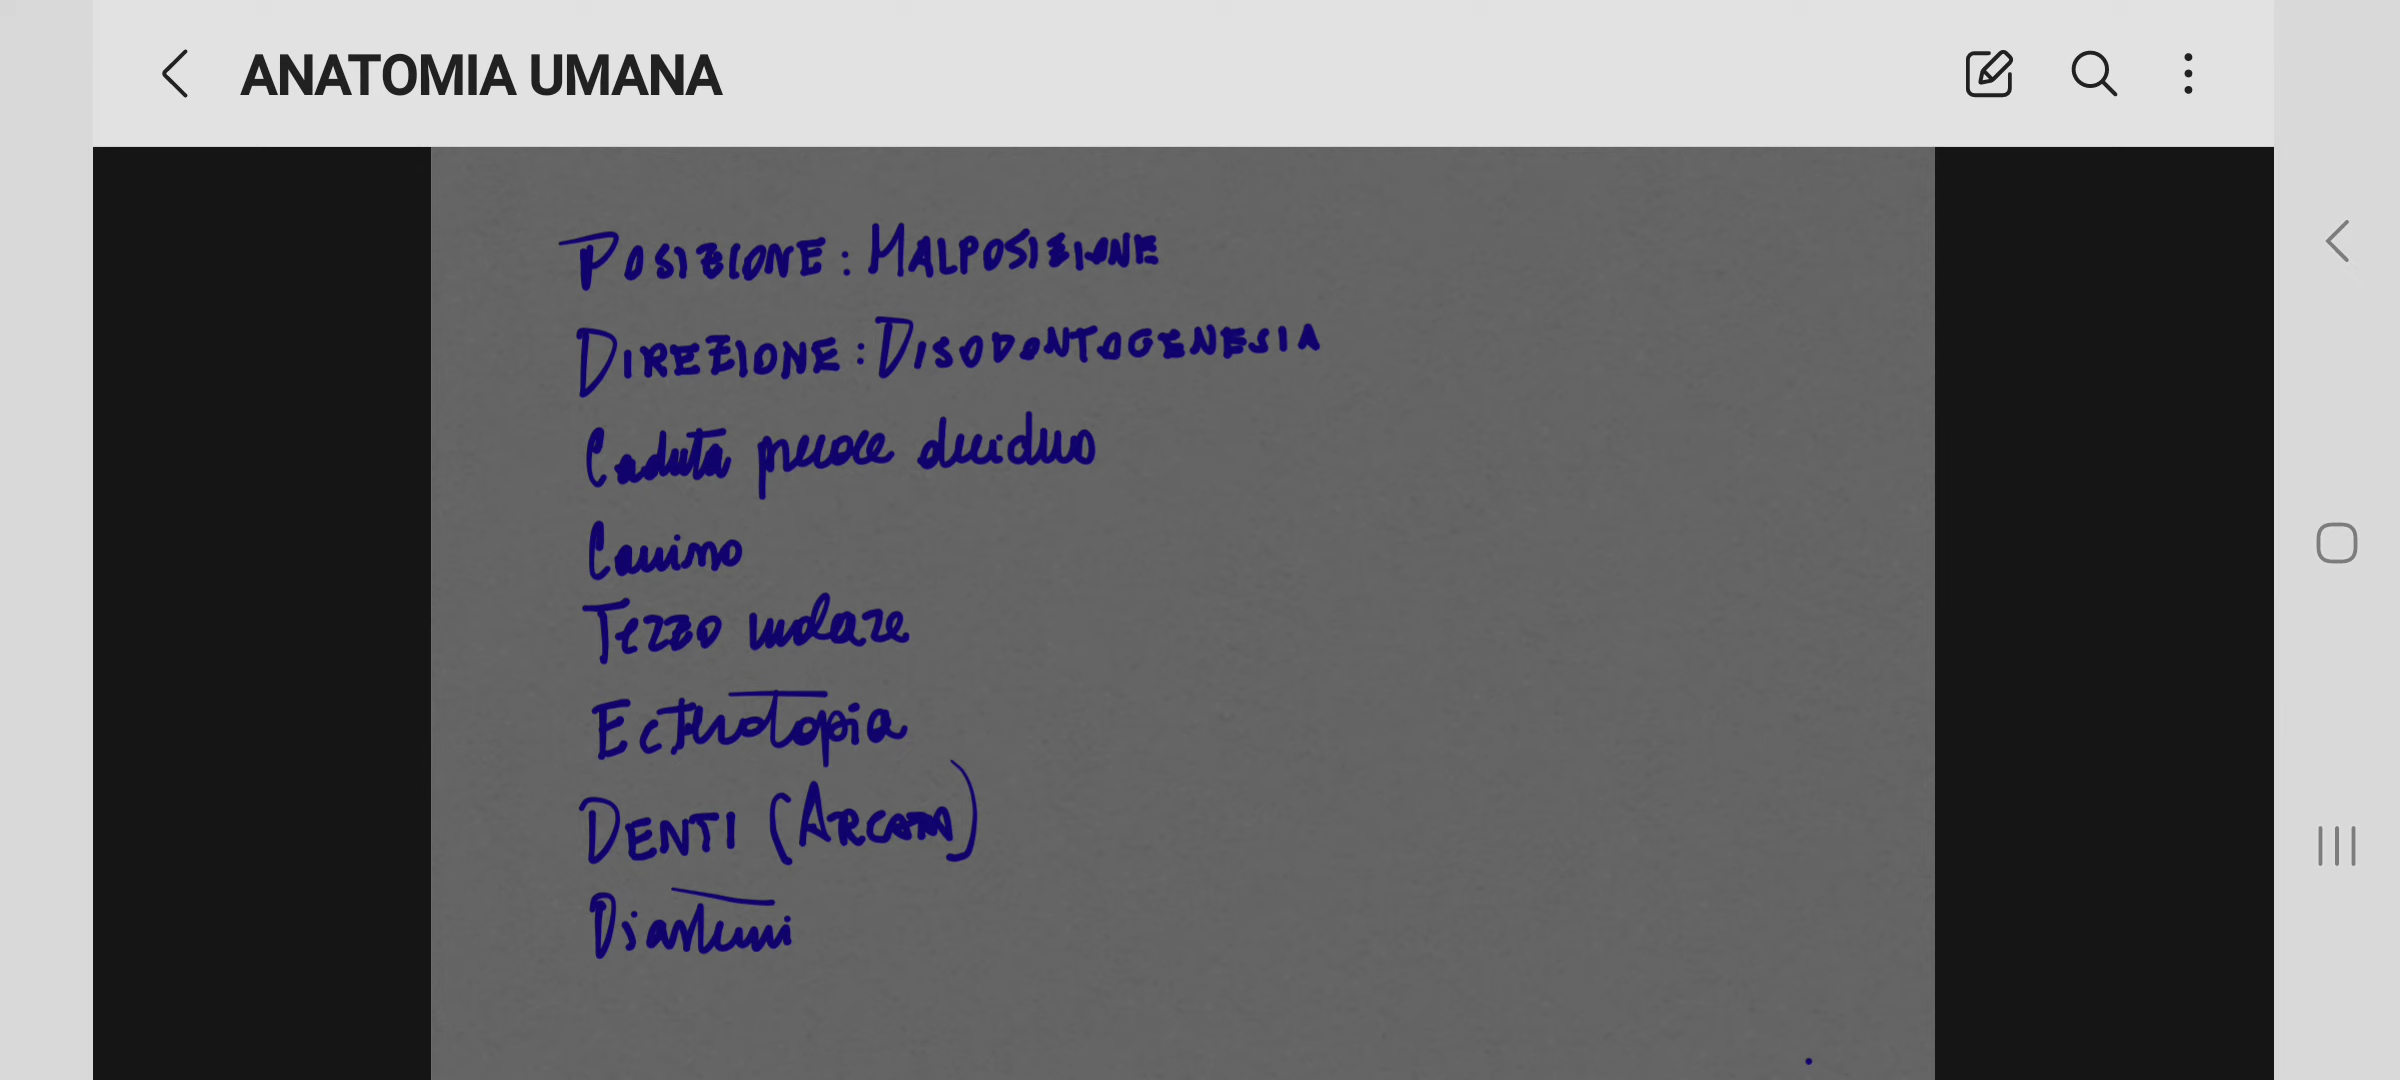 ANATOMIA UMANA
POSIZIONE: MALPOSIZIONE
DIREZIONE: DISODONTOGENESIA
Caduta precoce deciduo
Canino
Terzo molare
Ectrotopia
DENTI (ARCATA)
Diastemi